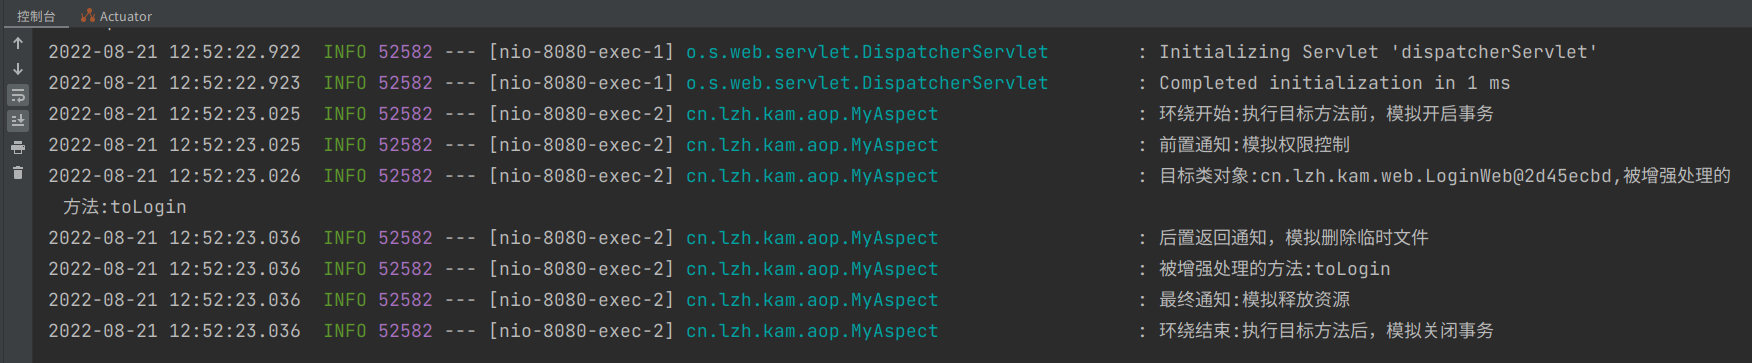 控制台 Actuator
2022-08-21 12:52:22.922  INFO 52582 --- [nio-8080-exec-1] o.s.web.servlet.DispatcherServlet        : Initializing Servlet 'dispatcherServlet'
2022-08-21 12:52:22.923  INFO 52582 --- [nio-8080-exec-1] o.s.web.servlet.DispatcherServlet        : Completed initialization in 1 ms
2022-08-21 12:52:23.025  INFO 52582 --- [nio-8080-exec-2] cn.lzh.kam.aop.MyAspect                  : 环绕开始:执行目标方法前，模拟开启事务
2022-08-21 12:52:23.025  INFO 52582 --- [nio-8080-exec-2] cn.lzh.kam.aop.MyAspect                  : 前置通知:模拟权限控制
2022-08-21 12:52:23.026  INFO 52582 --- [nio-8080-exec-2] cn.lzh.kam.aop.MyAspect                  : 目标类对象:cn.lzh.kam.web.LoginWeb@2d45ecbd,被增强处理的
方法:toLogin
2022-08-21 12:52:23.036  INFO 52582 --- [nio-8080-exec-2] cn.lzh.kam.aop.MyAspect                  : 后置返回通知，模拟删除临时文件
2022-08-21 12:52:23.036  INFO 52582 --- [nio-8080-exec-2] cn.lzh.kam.aop.MyAspect                  : 被增强处理的方法:toLogin
2022-08-21 12:52:23.036  INFO 52582 --- [nio-8080-exec-2] cn.lzh.kam.aop.MyAspect                  : 最终通知:模拟释放资源
2022-08-21 12:52:23.036  INFO 52582 --- [nio-8080-exec-2] cn.lzh.kam.aop.MyAspect                  : 环绕结束:执行目标方法后，模拟关闭事务